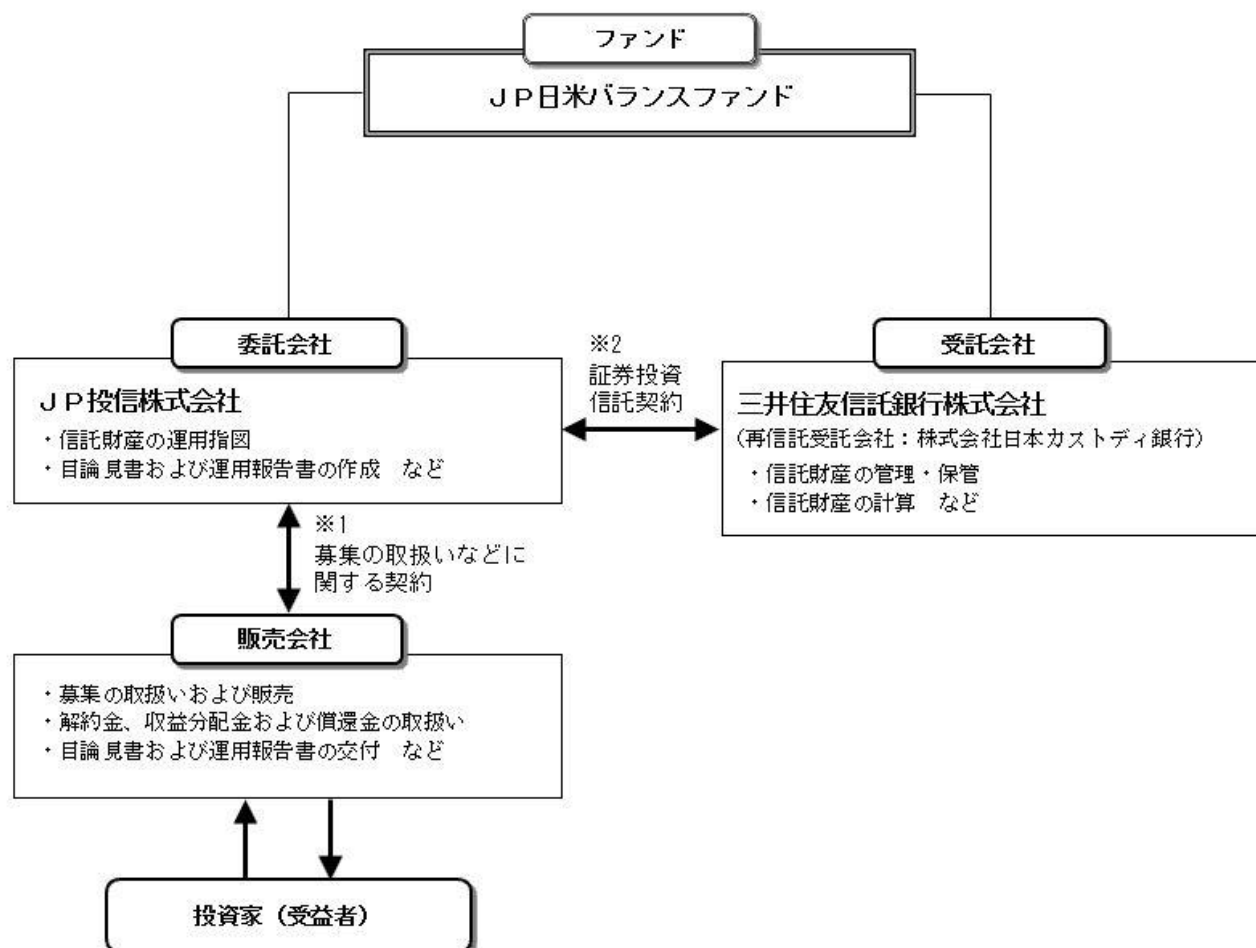 ファンド
JP日米バランスファンド
委託会社
JP投信株式会社
・信託財産の運用指図
・目論見書および運用報告書の作成　など
※2
証券投資
信託契約
受託会社
三井住友信託銀行株式会社
(再信託受託会社：株式会社日本カストディ銀行)
・信託財産の管理・保管
・信託財産の計算　など
※1
募集の取扱いなどに
関する契約
販売会社
・募集の取扱いおよび販売
・解約金、収益分配金および償還金の取扱い
・目論見書および運用報告書の交付　など
投資家（受益者）